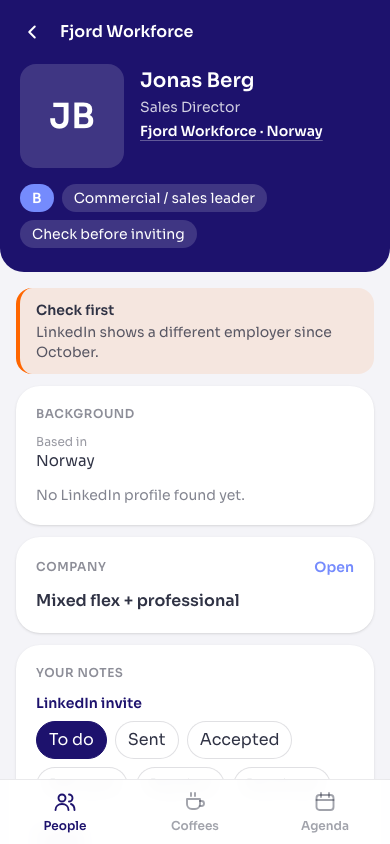 Fjord Workforce
JB
Jonas Berg
Sales Director
Fjord Workforce · Norway
B
Commercial / sales leader
Check before inviting
Check first
LinkedIn shows a different employer since
October.
BACKGROUND
Based in
Norway
No LinkedIn profile found yet.
COMPANY
Open
Mixed flex + professional
YOUR NOTES
LinkedIn invite
To do
Sent
Accepted
People
Coffees
Agenda